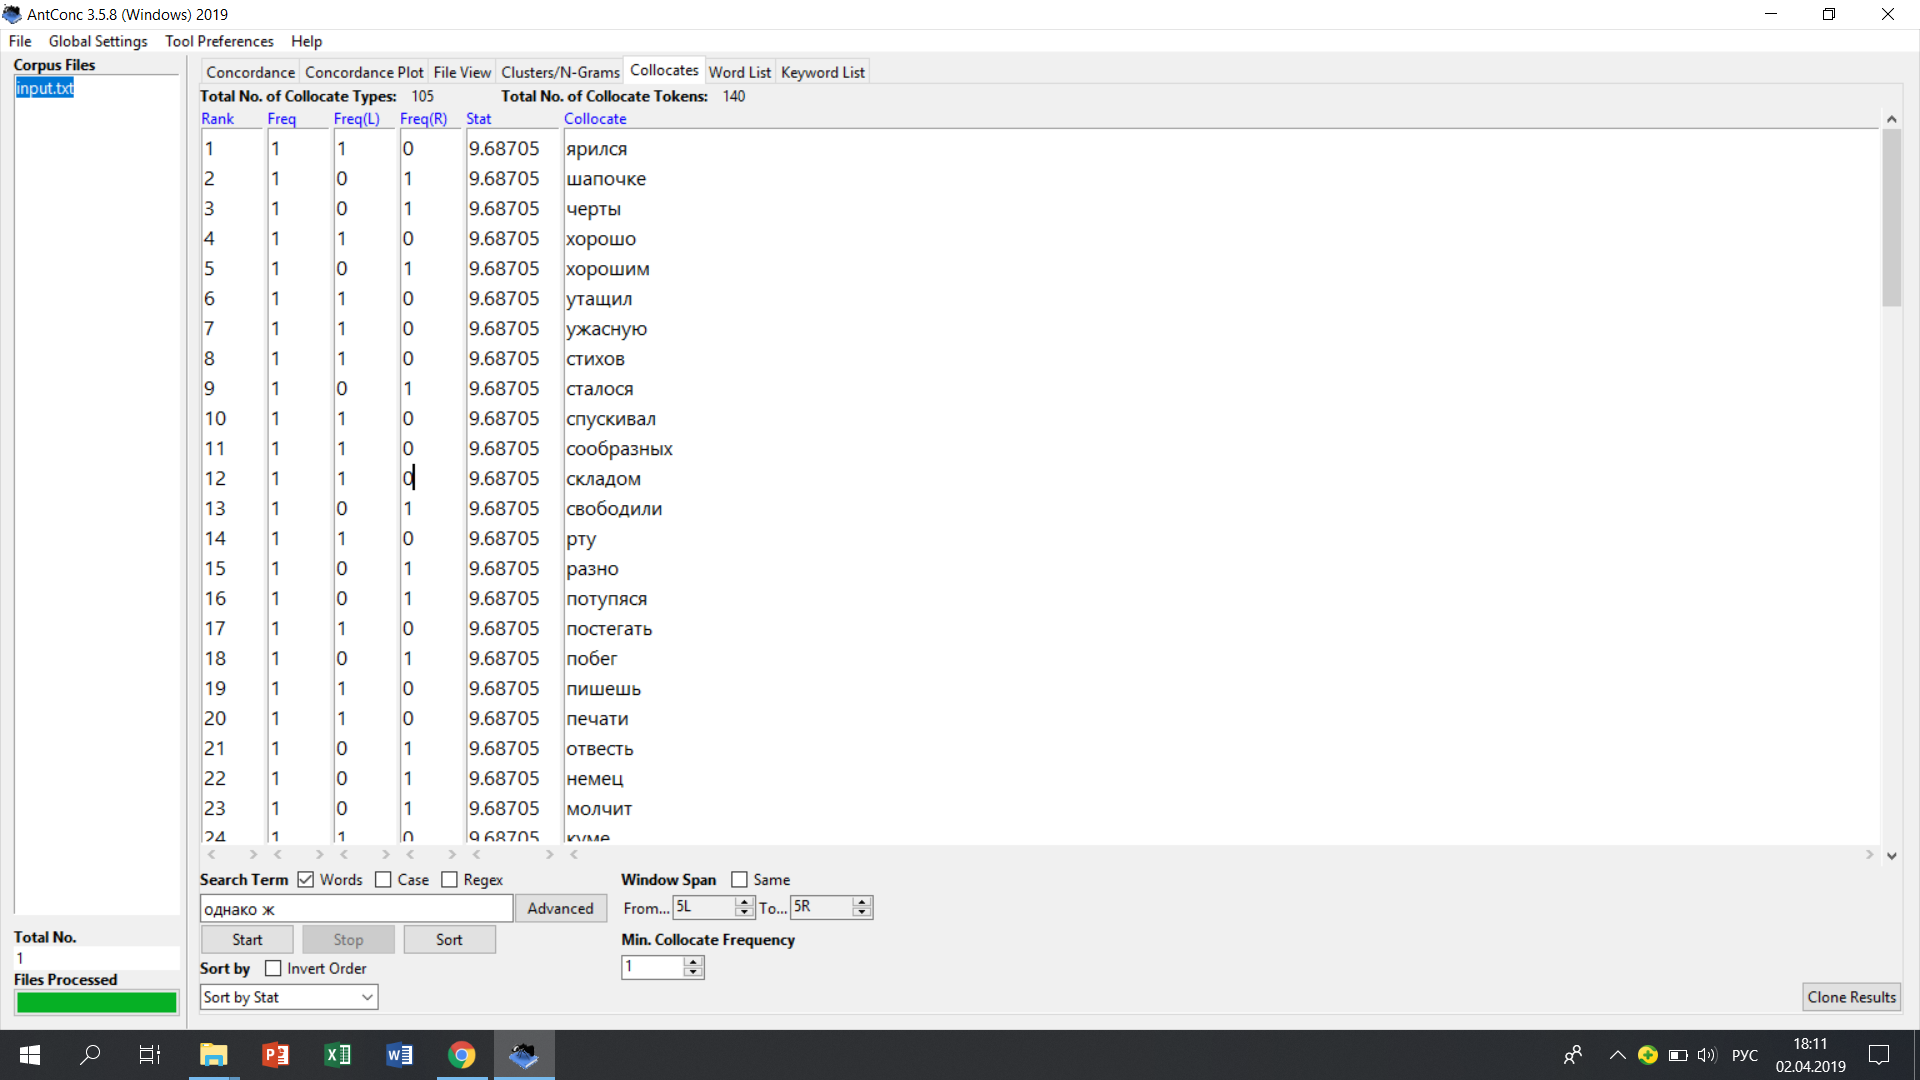 AntConc 3.5.8 (Windows) 2019
File Global Settings Tool Preferences Help
Corpus Files
input.txt
Concordance Concordance Plot File View Clusters/N-Grams Collocates Word List Keyword List
Total No. of Collocate Types: 105 Total No. of Collocate Tokens: 140
Rank Freq Freq(L) Freq(R) Stat Collocate
1 1 1 0 9.68705 ярился
2 1 0 1 9.68705 шапочке
3 1 0 1 9.68705 черты
4 1 1 0 9.68705 хорошо
5 1 0 1 9.68705 хорошим
6 1 1 0 9.68705 утащил
7 1 1 0 9.68705 ужасную
8 1 1 0 9.68705 стихов
9 1 0 1 9.68705 сталося
10 1 1 0 9.68705 спускивал
11 1 1 0 9.68705 сообразных
12 1 1 0 9.68705 складом
13 1 0 1 9.68705 свободили
14 1 1 0 9.68705 рту
15 1 0 1 9.68705 разно
16 1 0 1 9.68705 потупяся
17 1 1 0 9.68705 постегать
18 1 0 1 9.68705 побег
19 1 1 0 9.68705 пишешь
20 1 1 0 9.68705 печати
21 1 0 1 9.68705 отвесть
22 1 0 1 9.68705 немец
23 1 0 1 9.68705 молчит
24 1 1 0 9.68705 куме
Search Term Words Case Regex Window Span Same
однако ж Advanced From... 5L To... 5R
Start Stop Sort Min. Collocate Frequency
Sort by Invert Order 1
Sort by Stat Clone Results
Total No.
1
Files Processed
РУС 18:11
02.04.2019